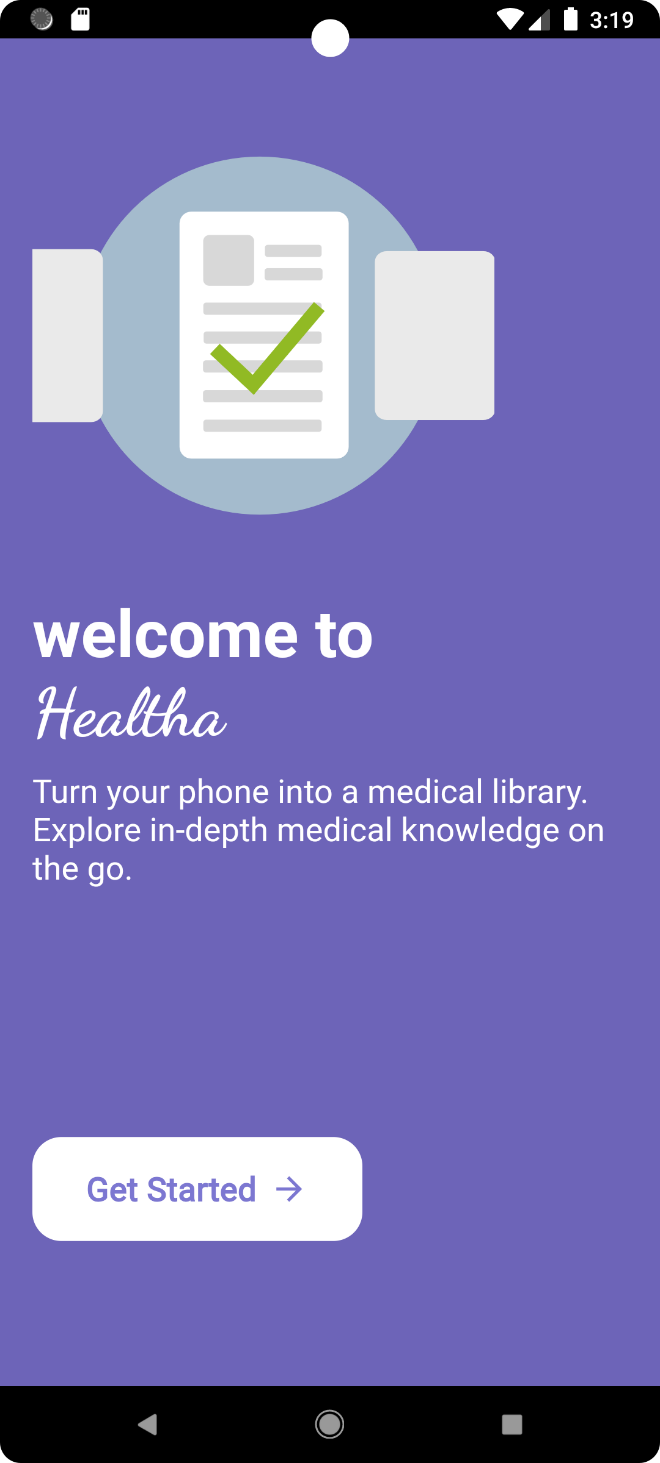 3:19
welcome to
Healtha
Turn your phone into a medical library.
Explore in-depth medical knowledge on
the go.
Get Started